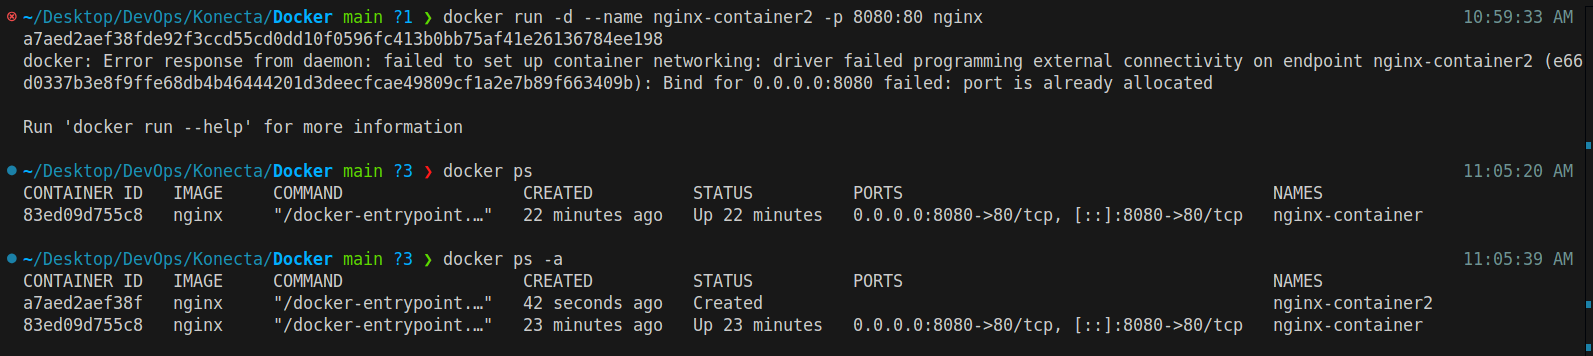 ~/Desktop/DevOps/Konecta/Docker main ?1 ❯ docker run -d --name nginx-container2 -p 8080:80 nginx 10:59:33 AM
a7aed2aef38fde92f3ccd55cd0dd10f0596fc413b0bb75af41e26136784ee198
docker: Error response from daemon: failed to set up container networking: driver failed programming external connectivity on endpoint nginx-container2 (e66
d0337b3e8f9ffe68db4b46444201d3deecfcae49809cf1a2e7b89f663409b): Bind for 0.0.0.0:8080 failed: port is already allocated
Run 'docker run --help' for more information
~/Desktop/DevOps/Konecta/Docker main ?3 ❯ docker ps 11:05:20 AM
CONTAINER ID IMAGE COMMAND CREATED STATUS PORTS NAMES
83ed09d755c8 nginx "/docker-entrypoint.…" 22 minutes ago Up 22 minutes 0.0.0.0:8080->80/tcp, [::]:8080->80/tcp nginx-container
~/Desktop/DevOps/Konecta/Docker main ?3 ❯ docker ps -a 11:05:39 AM
CONTAINER ID IMAGE COMMAND CREATED STATUS PORTS NAMES
a7aed2aef38f nginx "/docker-entrypoint.…" 42 seconds ago Created nginx-container2
83ed09d755c8 nginx "/docker-entrypoint.…" 23 minutes ago Up 23 minutes 0.0.0.0:8080->80/tcp, [::]:8080->80/tcp nginx-container